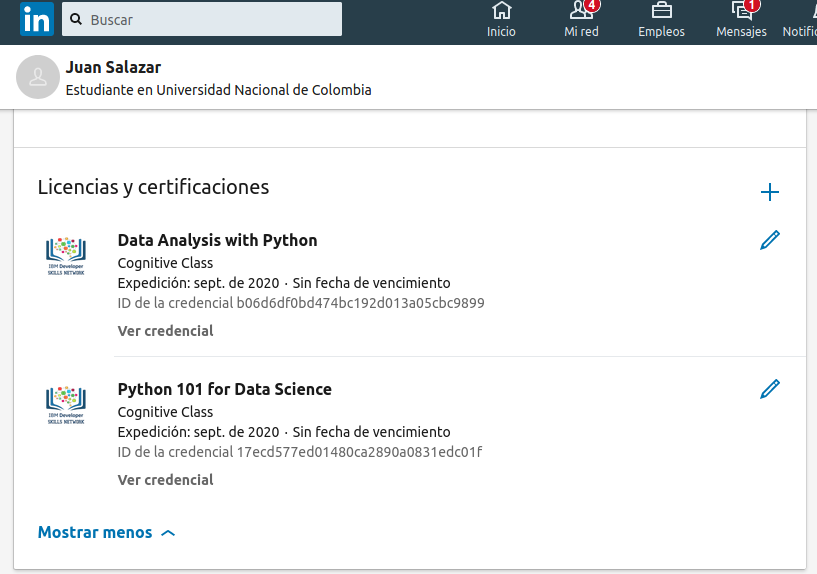 in
Buscar
4
1
Inicio
Mi red
Empleos
Mensajes
Notifi
Juan Salazar
Estudiante en Universidad Nacional de Colombia
Licencias y certificaciones
IBM Developer
SKILLS NETWORK
Data Analysis with Python
Cognitive Class
Expedición: sept. de 2020 · Sin fecha de vencimiento
ID de la credencial b06d6df0bd474bc192d013a05cbc9899
Ver credencial
IBM Developer
SKILLS NETWORK
Python 101 for Data Science
Cognitive Class
Expedición: sept. de 2020 · Sin fecha de vencimiento
ID de la credencial 17ecd577ed01480ca2890a0831edc01f
Ver credencial
Mostrar menos